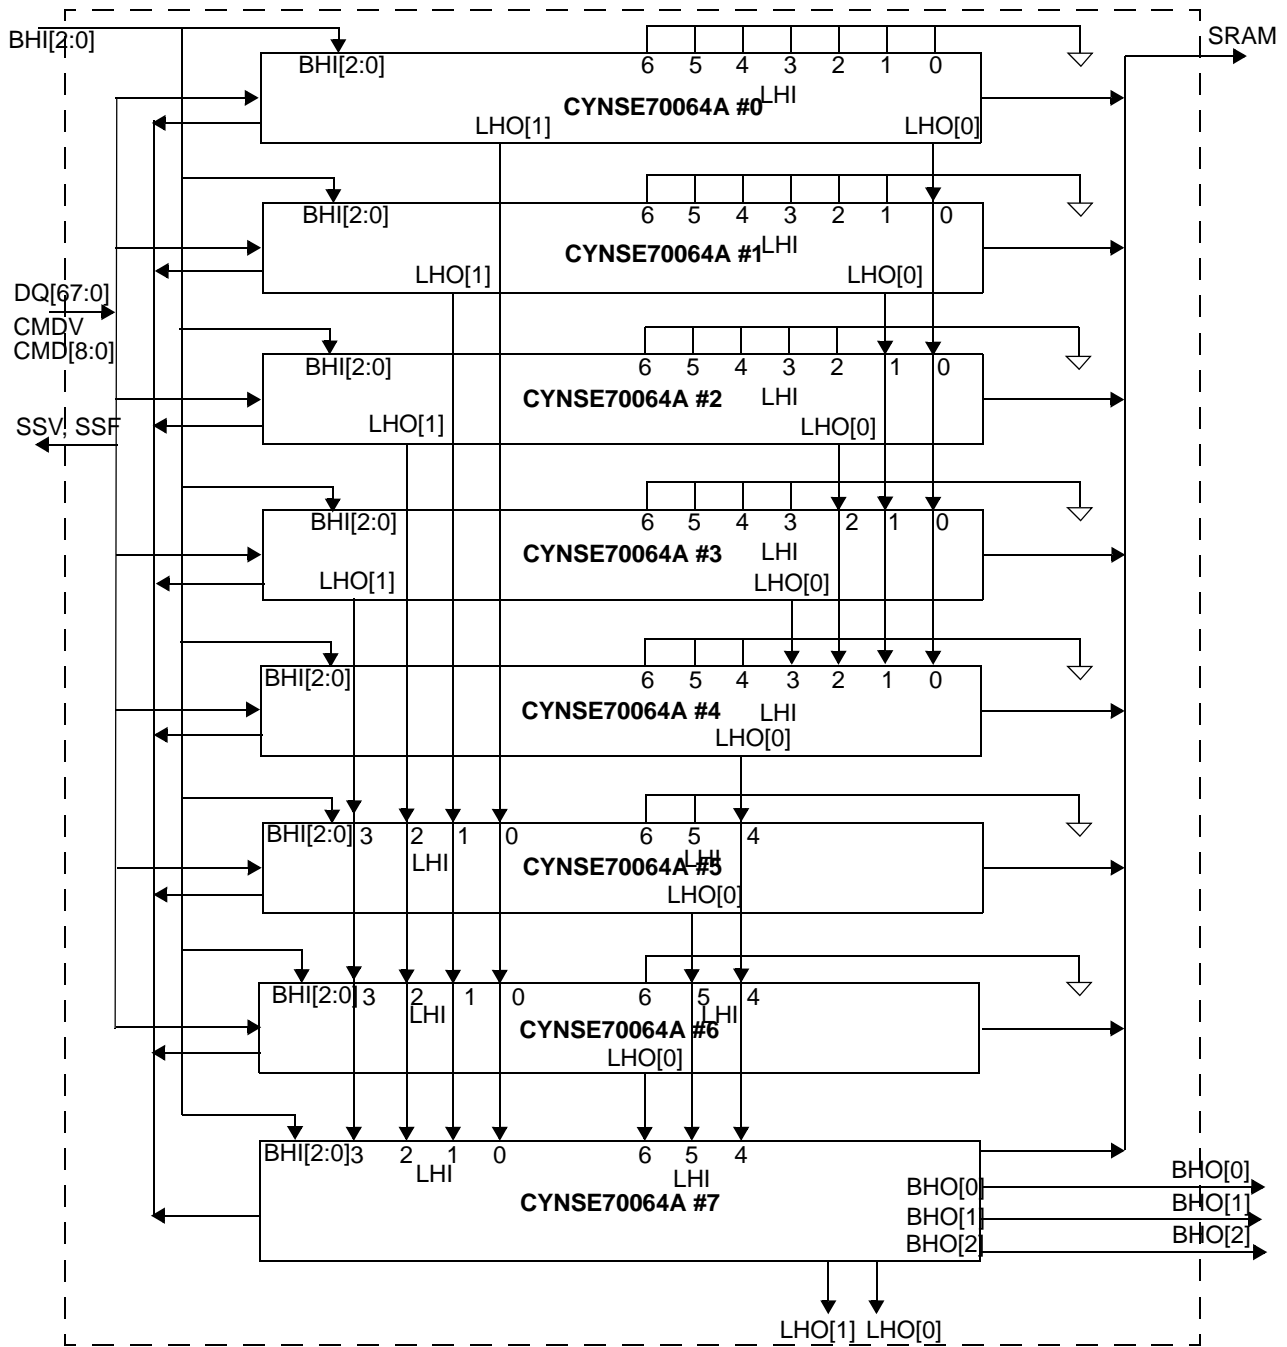 BHI[2:0]
SRAM
BHI[2:0] 6 5 4 3 2 1 0
LHI
CYNSE70064A #0
LHO[1] LHO[0]
BHI[2:0] 6 5 4 3 2 1 0
LHI
CYNSE70064A #1
LHO[1] LHO[0]
DQ[67:0]
CMDV
CMD[8:0]
BHI[2:0] 6 5 4 3 2 1 0
LHI
CYNSE70064A #2
LHO[1] LHO[0]
SSV, SSF
BHI[2:0] 6 5 4 3 2 1 0
LHI
CYNSE70064A #3
LHO[1] LHO[0]
BHI[2:0] 6 5 4 3 2 1 0
LHI
CYNSE70064A #4
LHO[0]
BHI[2:0] 3 2 1 0 6 5 4
LHI LHI
CYNSE70064A #5
LHO[0]
BHI[2:0] 3 2 1 0 6 5 4
LHI LHI
CYNSE70064A #6
LHO[0]
BHI[2:0] 3 2 1 0 6 5 4
LHI LHI
CYNSE70064A #7
BHO[0] BHO[0]
BHO[1] BHO[1]
BHO[2] BHO[2]
LHO[1] LHO[0]